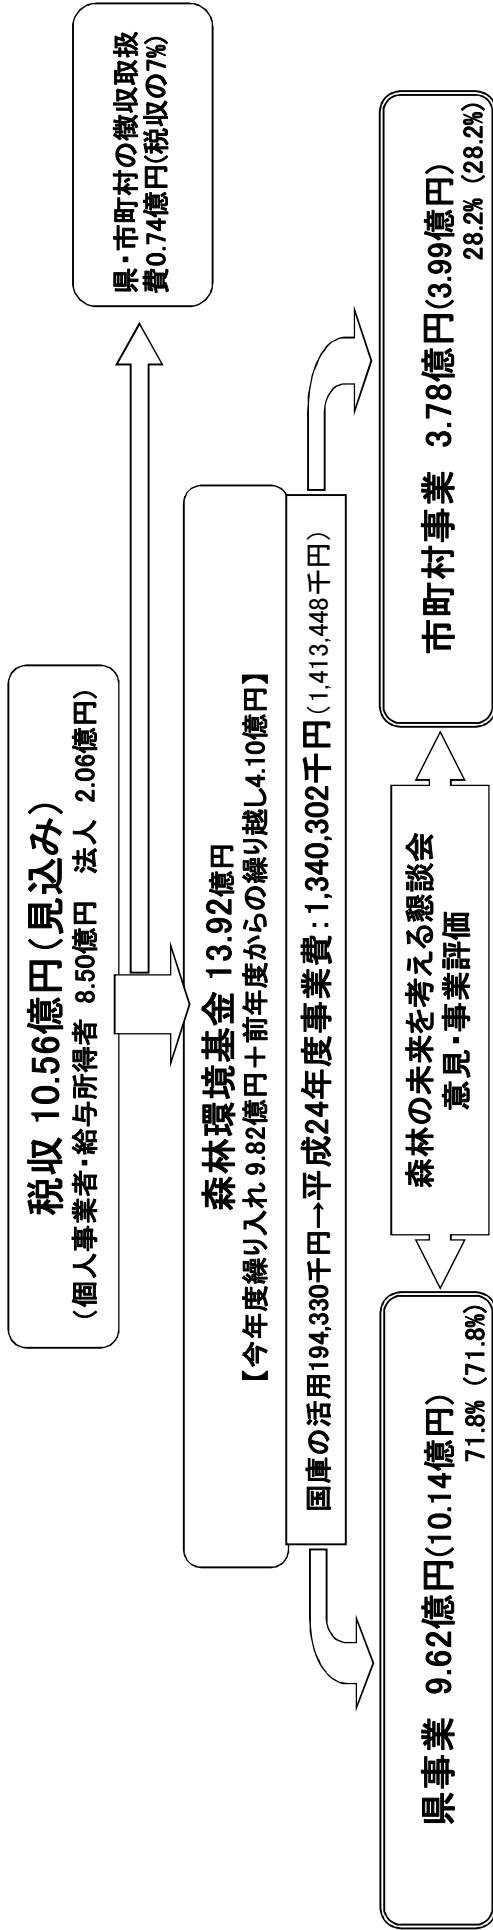 税収 10.56億円(見込み)
(個人事業者・給与所得者 8.50億円 法人 2.06億円)
県・市町村の徴収取扱
費0.74億円(税収の7%)
森林環境基金 13.92億円
【今年度繰り入れ 9.82億円+前年度からの繰り越し4.10億円】
国庫の活用194,330千円→平成24年度事業費:1,340,302千円(1,413,448千円)
県事業 9.62億円(10.14億円)
71.8% (71.8%)
森林の未来を考える懇談会
意見・事業評価
市町村事業 3.78億円(3.99億円)
28.2% (28.2%)